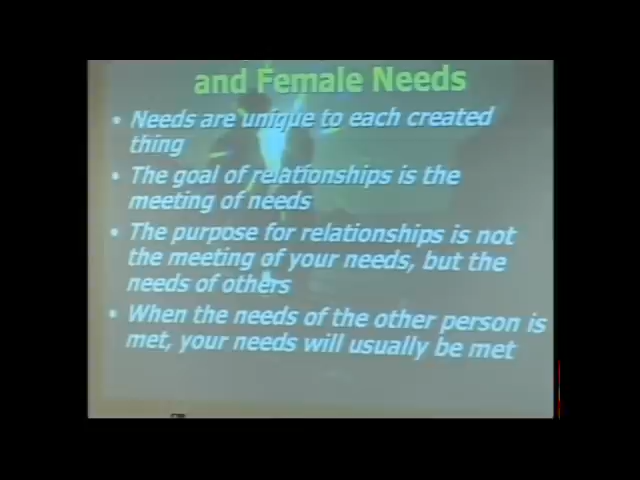 and Female Needs
• Needs are unique to each created
thing
• The goal of relationships is the
meeting of needs
• The purpose for relationships is not
the meeting of your needs, but the
needs of others
• When the needs of the other person is
met, your needs will usually be met